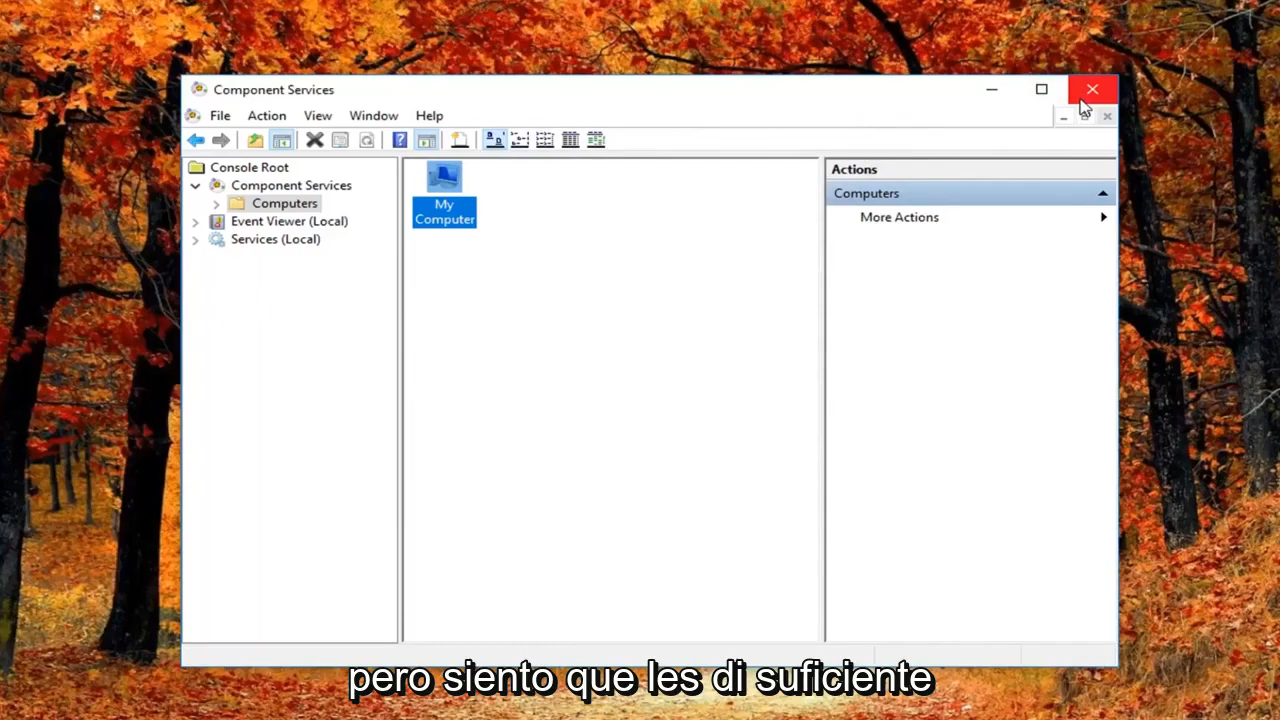 Component Services
File Action View Window Help
Console Root
Component Services
Computers
Event Viewer (Local)
Services (Local)
My
Computer
Actions
Computers
More Actions
pero siento que les di suficiente